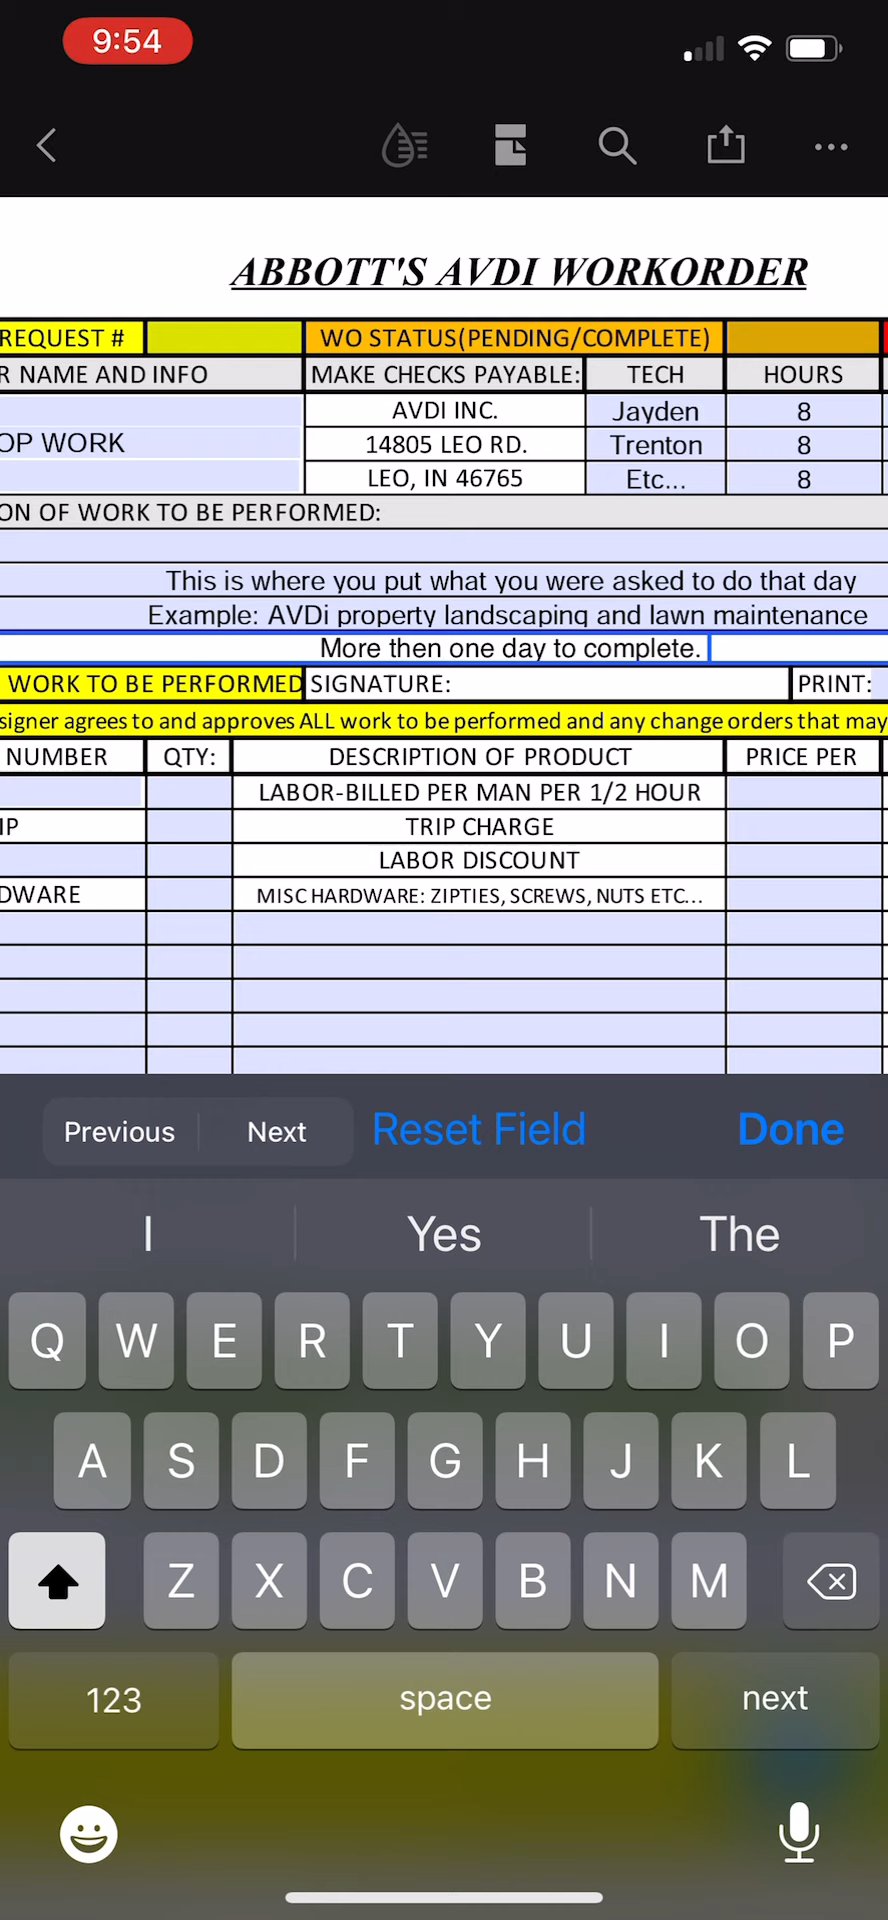 9:54
ABBOTT'S AVDI WORKORDER
REQUEST # WO STATUS(PENDING/COMPLETE)
R NAME AND INFO MAKE CHECKS PAYABLE: TECH HOURS
AVDI INC. Jayden 8
OP WORK 14805 LEO RD. Trenton 8
LEO, IN 46765 Etc... 8
ON OF WORK TO BE PERFORMED:
This is where you put what you were asked to do that day
Example: AVDi property landscaping and lawn maintenance
More then one day to complete.
WORK TO BE PERFORMED SIGNATURE: PRINT:
signer agrees to and approves ALL work to be performed and any change orders that may
NUMBER QTY: DESCRIPTION OF PRODUCT PRICE PER
LABOR-BILLED PER MAN PER 1/2 HOUR
IP TRIP CHARGE
LABOR DISCOUNT
DWARE MISC HARDWARE: ZIPTIES, SCREWS, NUTS ETC...
Previous Next Reset Field Done
I Yes The
Q W E R T Y U I O P
A S D F G H J K L
Z X C V B N M
123 space next